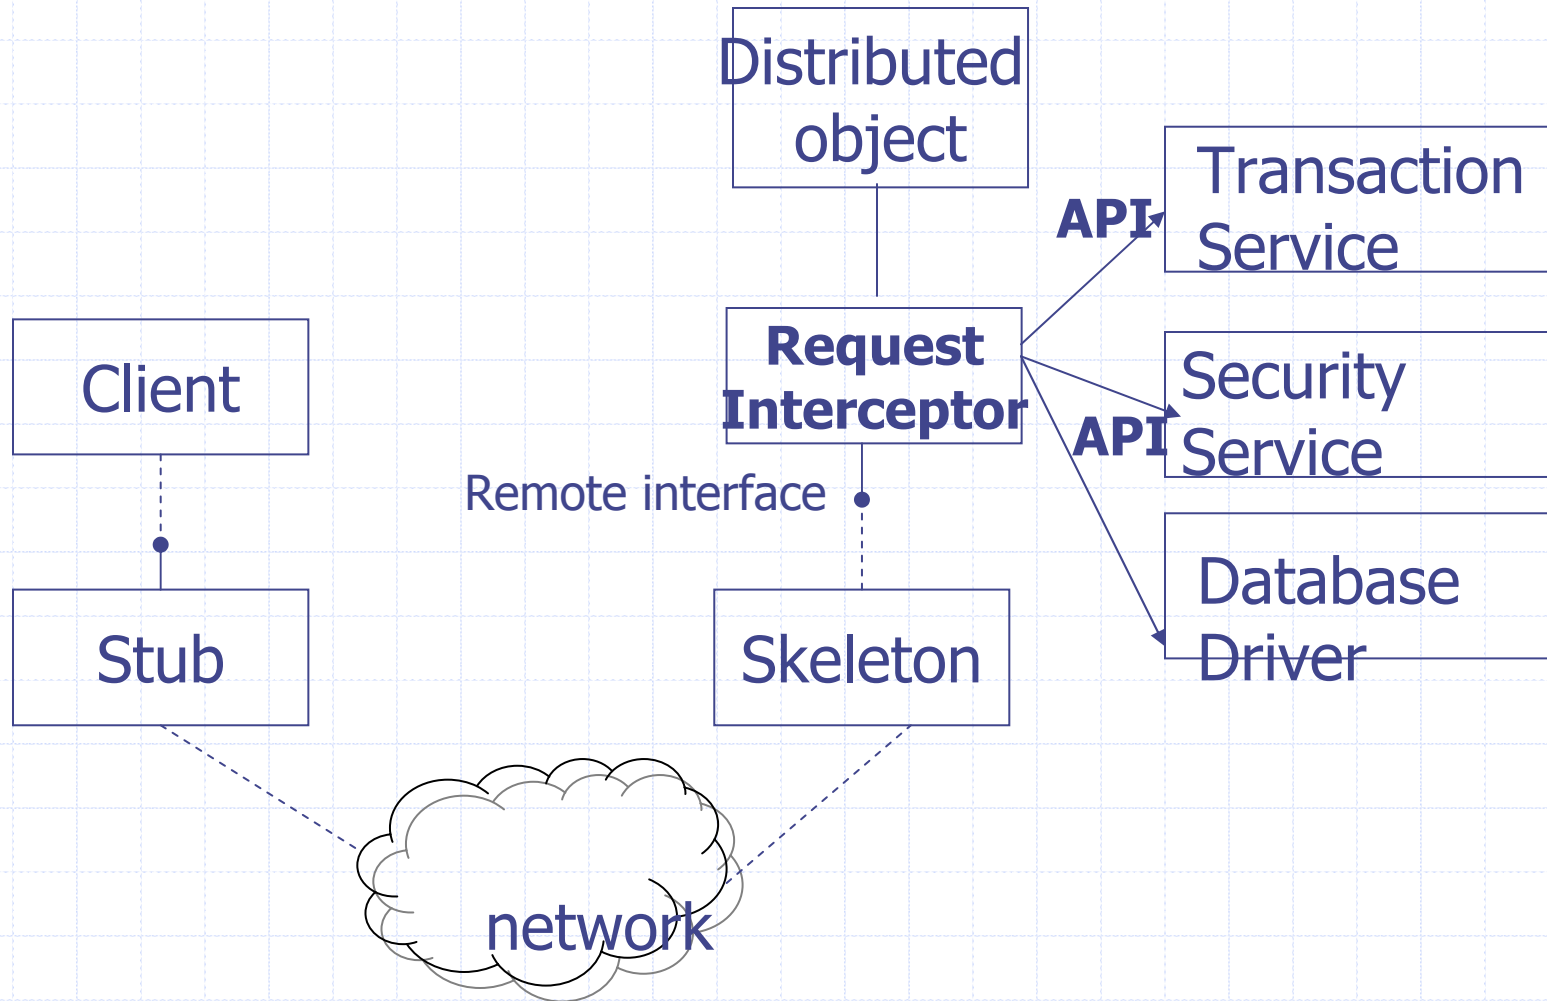 Distributed
object
Transaction
Service
API
Request
Interceptor
Client
Security
Service
API
Remote interface
Database
Driver
Stub
Skeleton
network